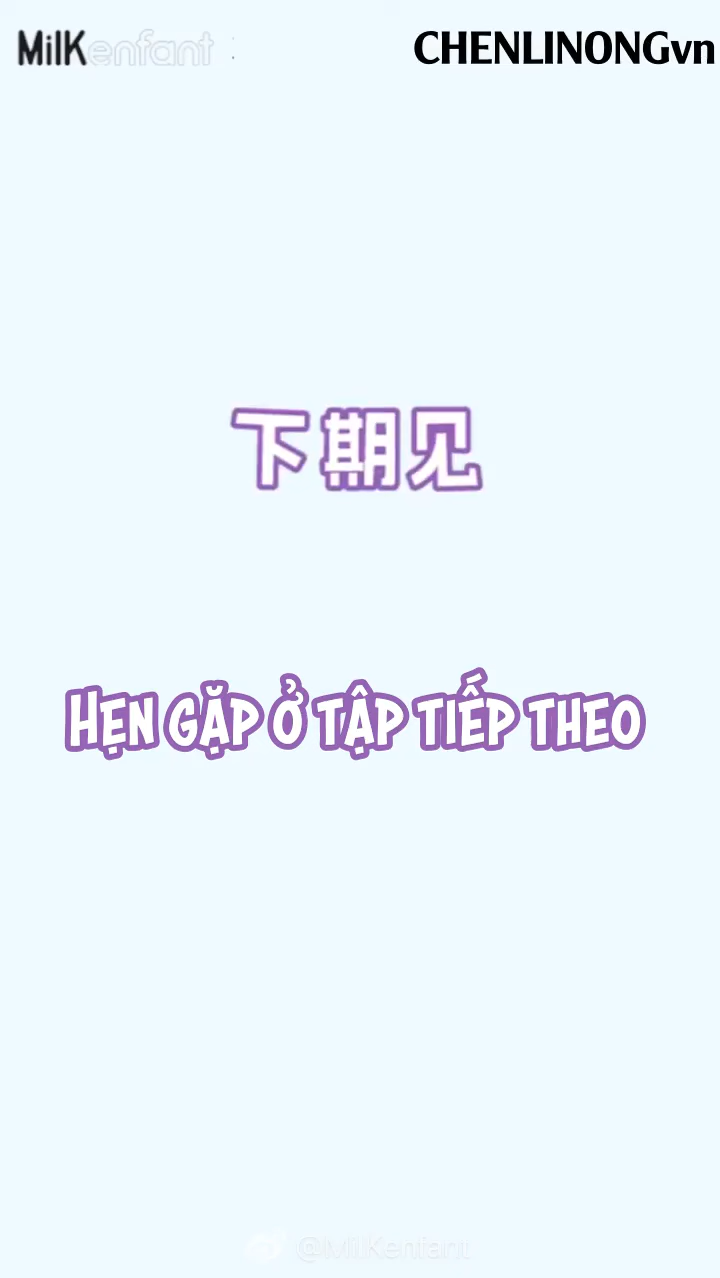 MilKenfant
CHENLINONGvn
下期见
Hẹn gặp ở tập tiếp theo
@MilKenfant